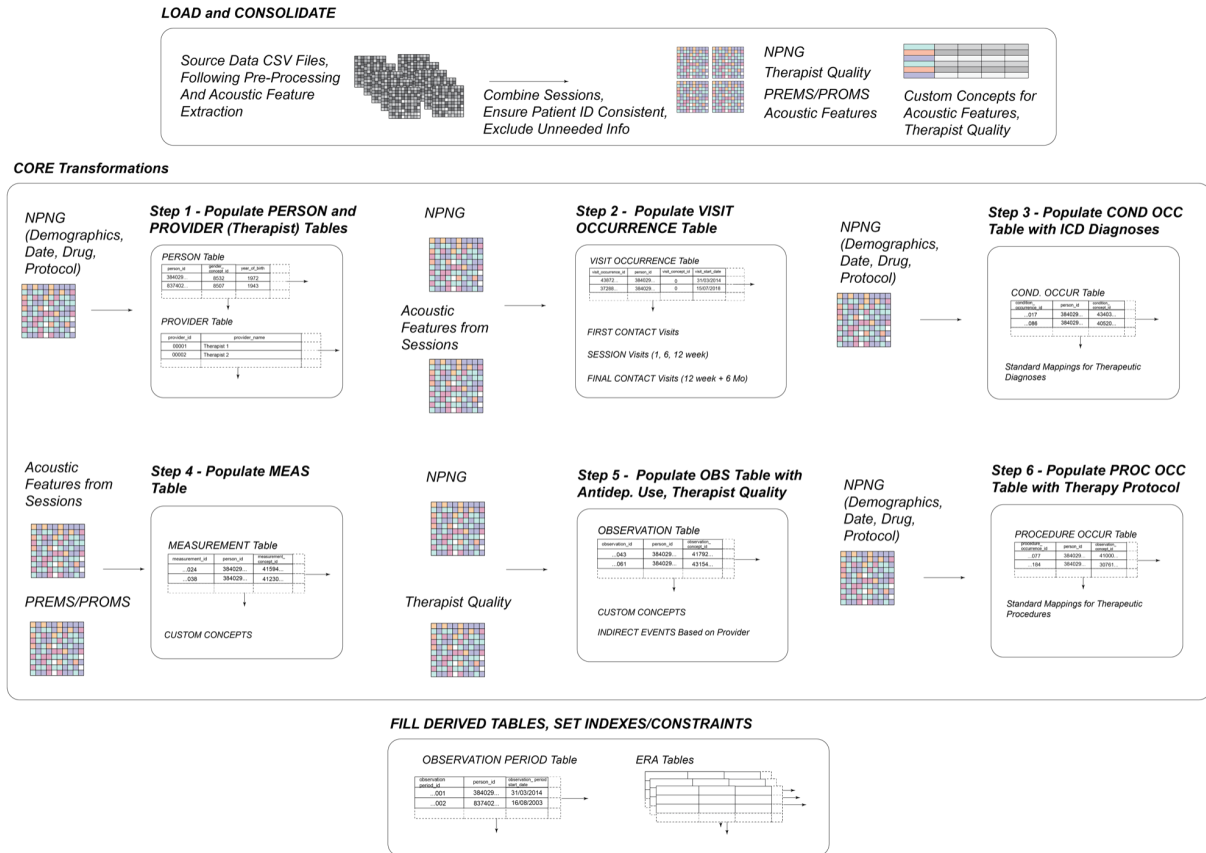 LOAD and CONSOLIDATE
Source Data CSV Files,
Following Pre-Processing
And Acoustic Feature
Extraction
Combine Sessions,
Ensure Patient ID Consistent,
Exclude Unneeded Info
NPNG
Therapist Quality
PREMS/PROMS
Acoustic Features
Custom Concepts for
Acoustic Features,
Therapist Quality
CORE Transformations
NPNG
(Demographics,
Date, Drug,
Protocol)
Step 1 - Populate PERSON and
PROVIDER (Therapist) Tables
PERSON Table
person_id gender_concept_id year_of_birth
384029... 8532 1972
837402... 8507 1943
PROVIDER Table
provider_id provider_name
00001 Therapist 1
00002 Therapist 2
NPNG
Acoustic
Features from
Sessions
Step 2 - Populate VISIT
OCCURRENCE Table
VISIT OCCURRENCE Table
visit_occurrence_id person_id visit_concept_id visit_start_date
43972... 384029... 0 31/03/2014
37298... 384029... 0 15/07/2018
FIRST CONTACT Visits
SESSION Visits (1, 6, 12 week)
FINAL CONTACT Visits (12 week + 6 Mo)
NPNG
(Demographics,
Date, Drug,
Protocol)
Step 3 - Populate COND OCC
Table with ICD Diagnoses
COND. OCCUR Table
condition_occurrence_id person_id condition_concept_id
...017 384029... 43403...
...086 384029... 40520...
Standard Mappings for Therapeutic
Diagnoses
Acoustic
Features from
Sessions
PREMS/PROMS
Step 4 - Populate MEAS
Table
MEASUREMENT Table
measurement_id person_id measurement_concept_id
...024 384029... 41594...
...038 384029... 41230...
CUSTOM CONCEPTS
NPNG
Therapist Quality
Step 5 - Populate OBS Table with
Antidep. Use, Therapist Quality
OBSERVATION Table
observation_id person_id observation_concept_id
...043 384029... 41792...
...061 384029... 43154...
CUSTOM CONCEPTS
INDIRECT EVENTS Based on Provider
NPNG
(Demographics,
Date, Drug,
Protocol)
Step 6 - Populate PROC OCC
Table with Therapy Protocol
PROCEDURE OCCUR Table
procedure_occurrence_id person_id observation_concept_id
...077 384029... 41000...
...184 384029... 30761...
Standard Mappings for Therapeutic
Procedures
FILL DERIVED TABLES, SET INDEXES/CONSTRAINTS
OBSERVATION PERIOD Table
observation period_id person_id observation_ period start_date
...001 384029... 31/03/2014
...002 837402... 16/08/2003
ERA Tables